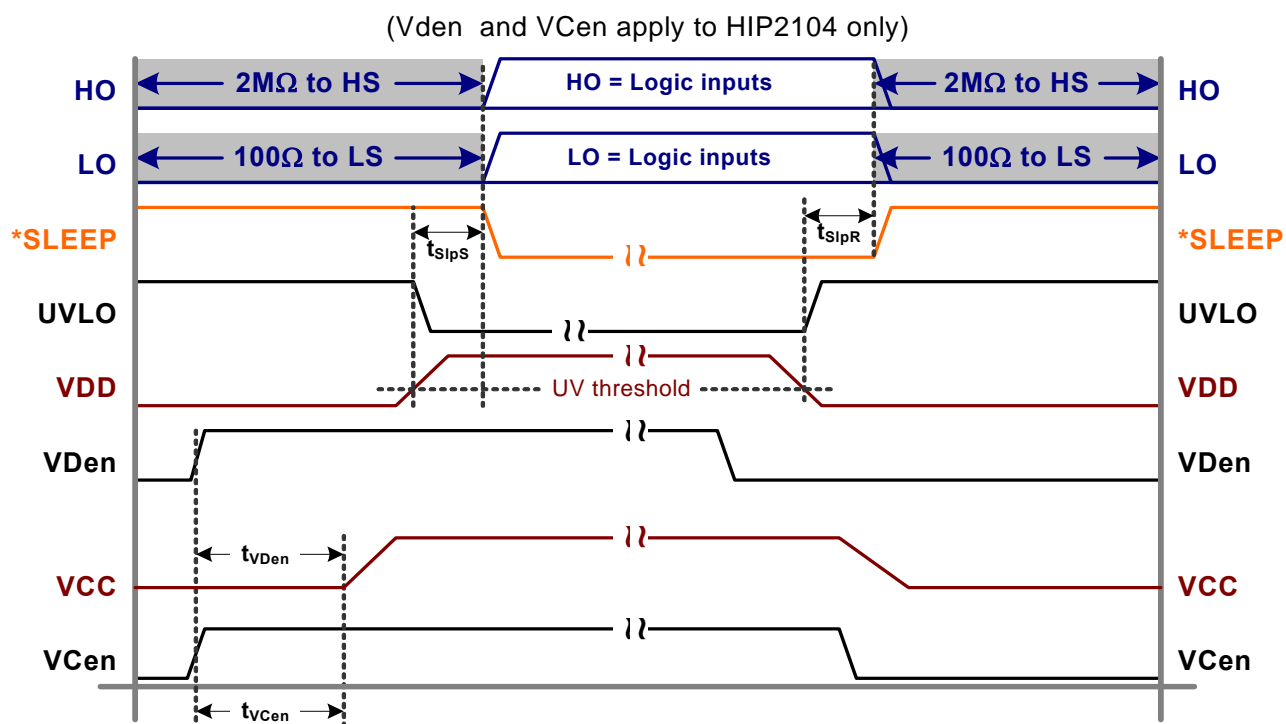 (Vden and VCen apply to HIP2104 only)
HO 2MΩ to HS HO = Logic inputs 2MΩ to HS HO
LO 100Ω to LS LO = Logic inputs 100Ω to LS LO
*SLEEP tSlpS tSlpR *SLEEP
UVLO UVLO
VDD UV threshold VDD
VDen VDen
tVDen
VCC VCC
VCen VCen
tVCen